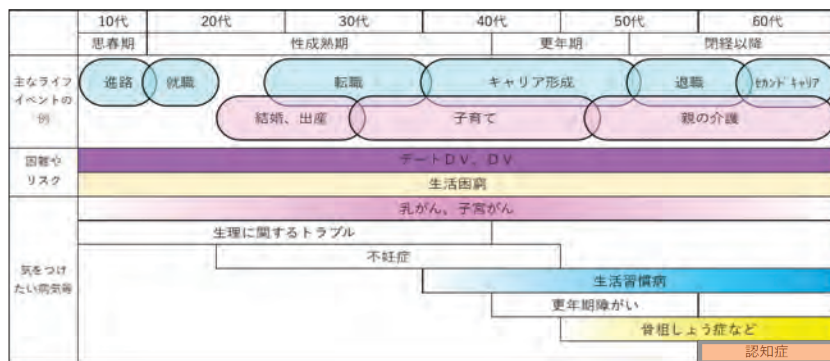 10代 20代 30代 40代 50代 60代
思春期 性成熟期 更年期 閉経以降
主なライフ
イベントの
例
進路 就職 転職 キャリア形成 退職 ｾｶﾝﾄﾞｷｬﾘｱ
結婚、出産 子育て 親の介護
困難や
リスク
デートDV、DV
生活困窮
気をつけ
たい病気等
乳がん、子宮がん
生理に関するトラブル
不妊症
生活習慣病
更年期障がい
骨粗しょう症など
認知症